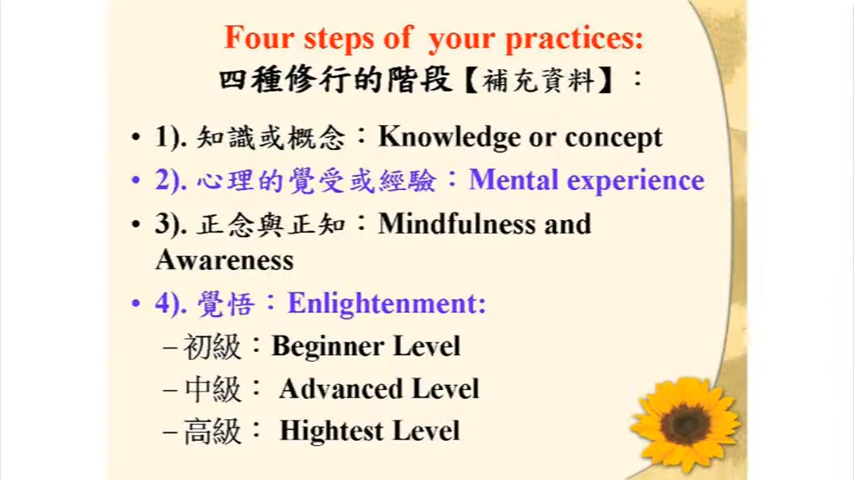 Four steps of your practices:
四種修行的階段【補充資料】：
• 1). 知識或概念：Knowledge or concept
• 2). 心理的覺受或經驗：Mental experience
• 3). 正念與正知：Mindfulness and
Awareness
• 4). 覺悟：Enlightenment:
– 初級：Beginner Level
– 中級： Advanced Level
– 高級： Hightest Level